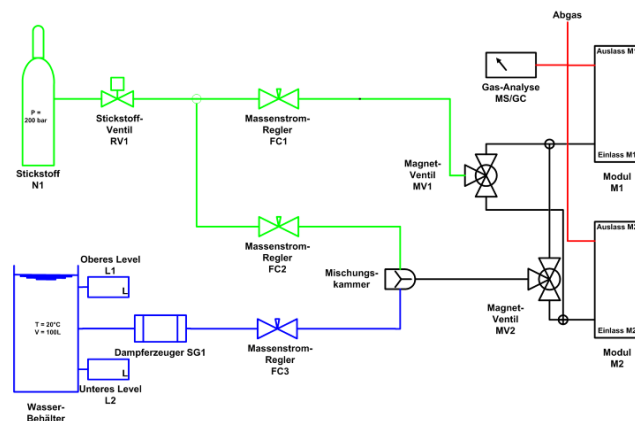 Abgas
Auslass M1
P =
200 bar
Gas-Analyse
MS/GC
Stickstoff-
Ventil
RV1
Massenstrom-
Regler
FC1
Einlass M1
Stickstoff
N1
Magnet-
Ventil
MV1
Modul
M1
Auslass M2
Massenstrom-
Regler
FC2
Oberes Level
L1
Mischungs-
kammer
L
T = 20°C
V = 100L
Magnet-
Ventil
MV2
Einlass M2
Dampferzeuger SG1
Massenstrom-
Regler
FC3
Modul
M2
L
Unteres Level
L2
Wasser-
Behälter